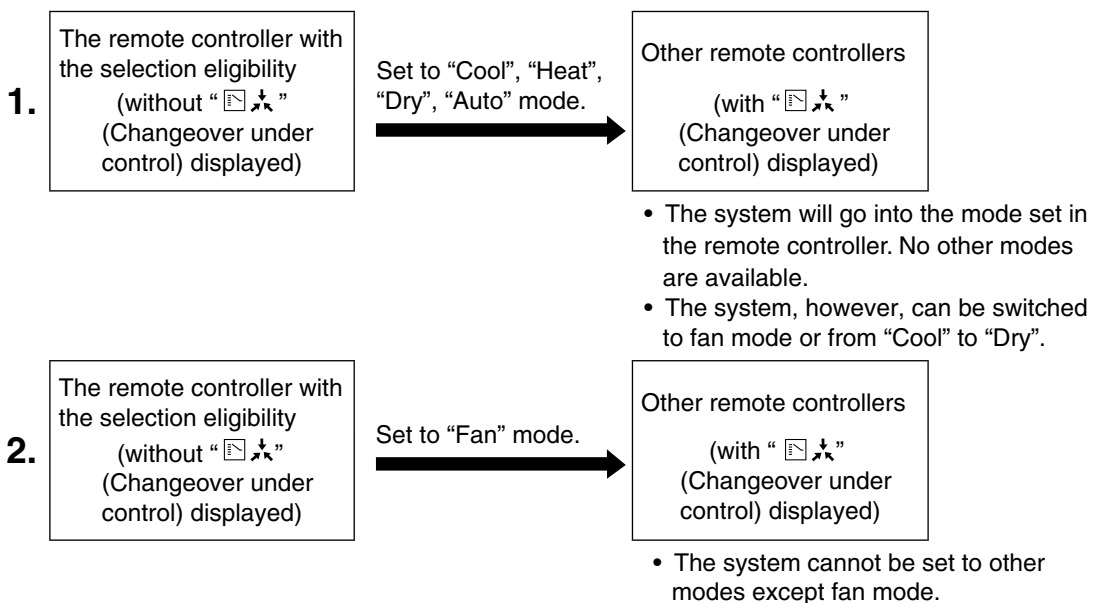 1.
The remote controller with
the selection eligibility
(without “ ”
(Changeover under
control) displayed)
Set to “Cool”, “Heat”,
“Dry”, “Auto” mode.
Other remote controllers
(with “ ”
(Changeover under
control) displayed)
• The system will go into the mode set in
the remote controller. No other modes
are available.
• The system, however, can be switched
to fan mode or from “Cool” to “Dry”.
2.
The remote controller with
the selection eligibility
(without “ ”
(Changeover under
control) displayed)
Set to “Fan” mode.
Other remote controllers
(with “ ”
(Changeover under
control) displayed)
• The system cannot be set to other
modes except fan mode.